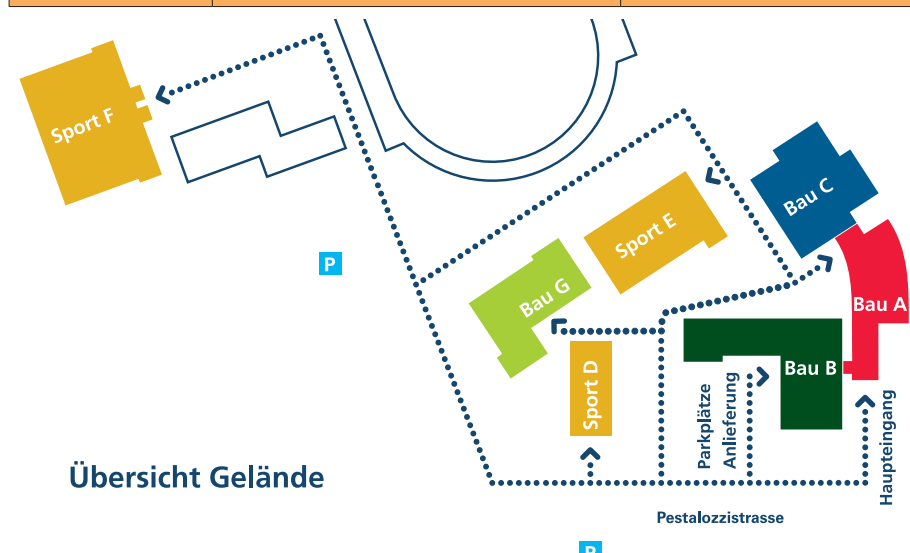 Sport F
Bau C
Sport E
P
Bau G
Bau A
Bau B
Sport D
Parkplätze
Anlieferung
Haupteingang
Übersicht Gelände
Pestalozzistrasse
P